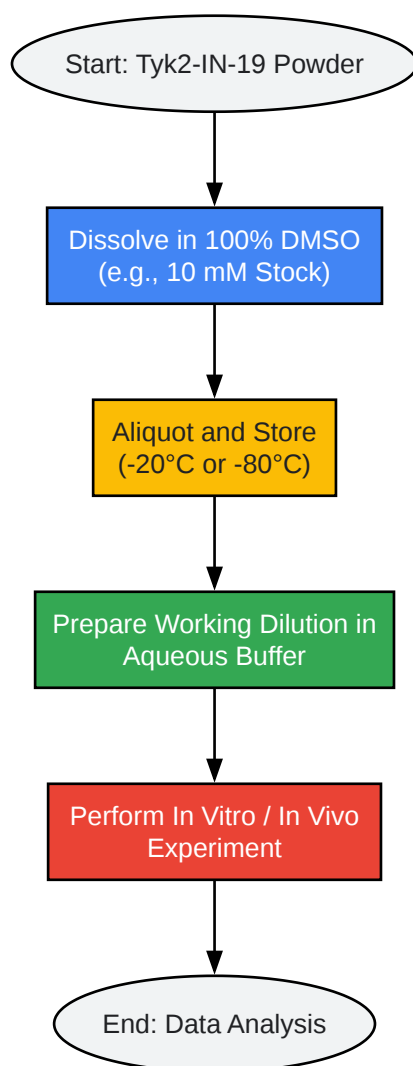 Start: Tyk2-IN-19 Powder
Dissolve in 100% DMSO
(e.g., 10 mM Stock)
Aliquot and Store
(-20°C or -80°C)
Prepare Working Dilution in
Aqueous Buffer
Perform In Vitro / In Vivo
Experiment
End: Data Analysis